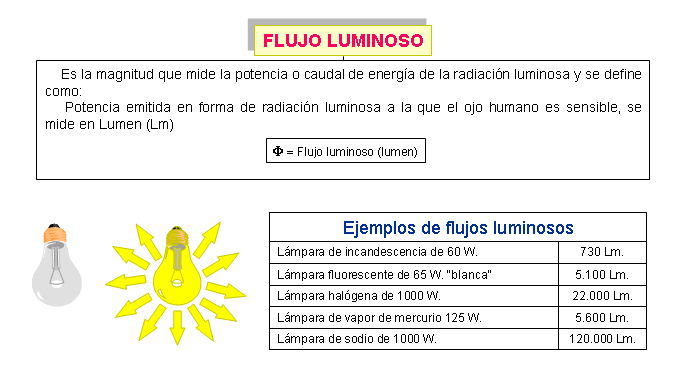 FLUJO LUMINOSO
Es la magnitud que mide la potencia o caudal de energía de la radiación luminosa y se define
como:
Potencia emitida en forma de radiación luminosa a la que el ojo humano es sensible, se
mide en Lumen (Lm)
Φ = Flujo luminoso (lumen)
Ejemplos de flujos luminosos
Lámpara de incandescencia de 60 W. 730 Lm.
Lámpara fluorescente de 65 W. "blanca" 5.100 Lm.
Lámpara halógena de 1000 W. 22.000 Lm.
Lámpara de vapor de mercurio 125 W. 5.600 Lm.
Lámpara de sodio de 1000 W. 120.000 Lm.